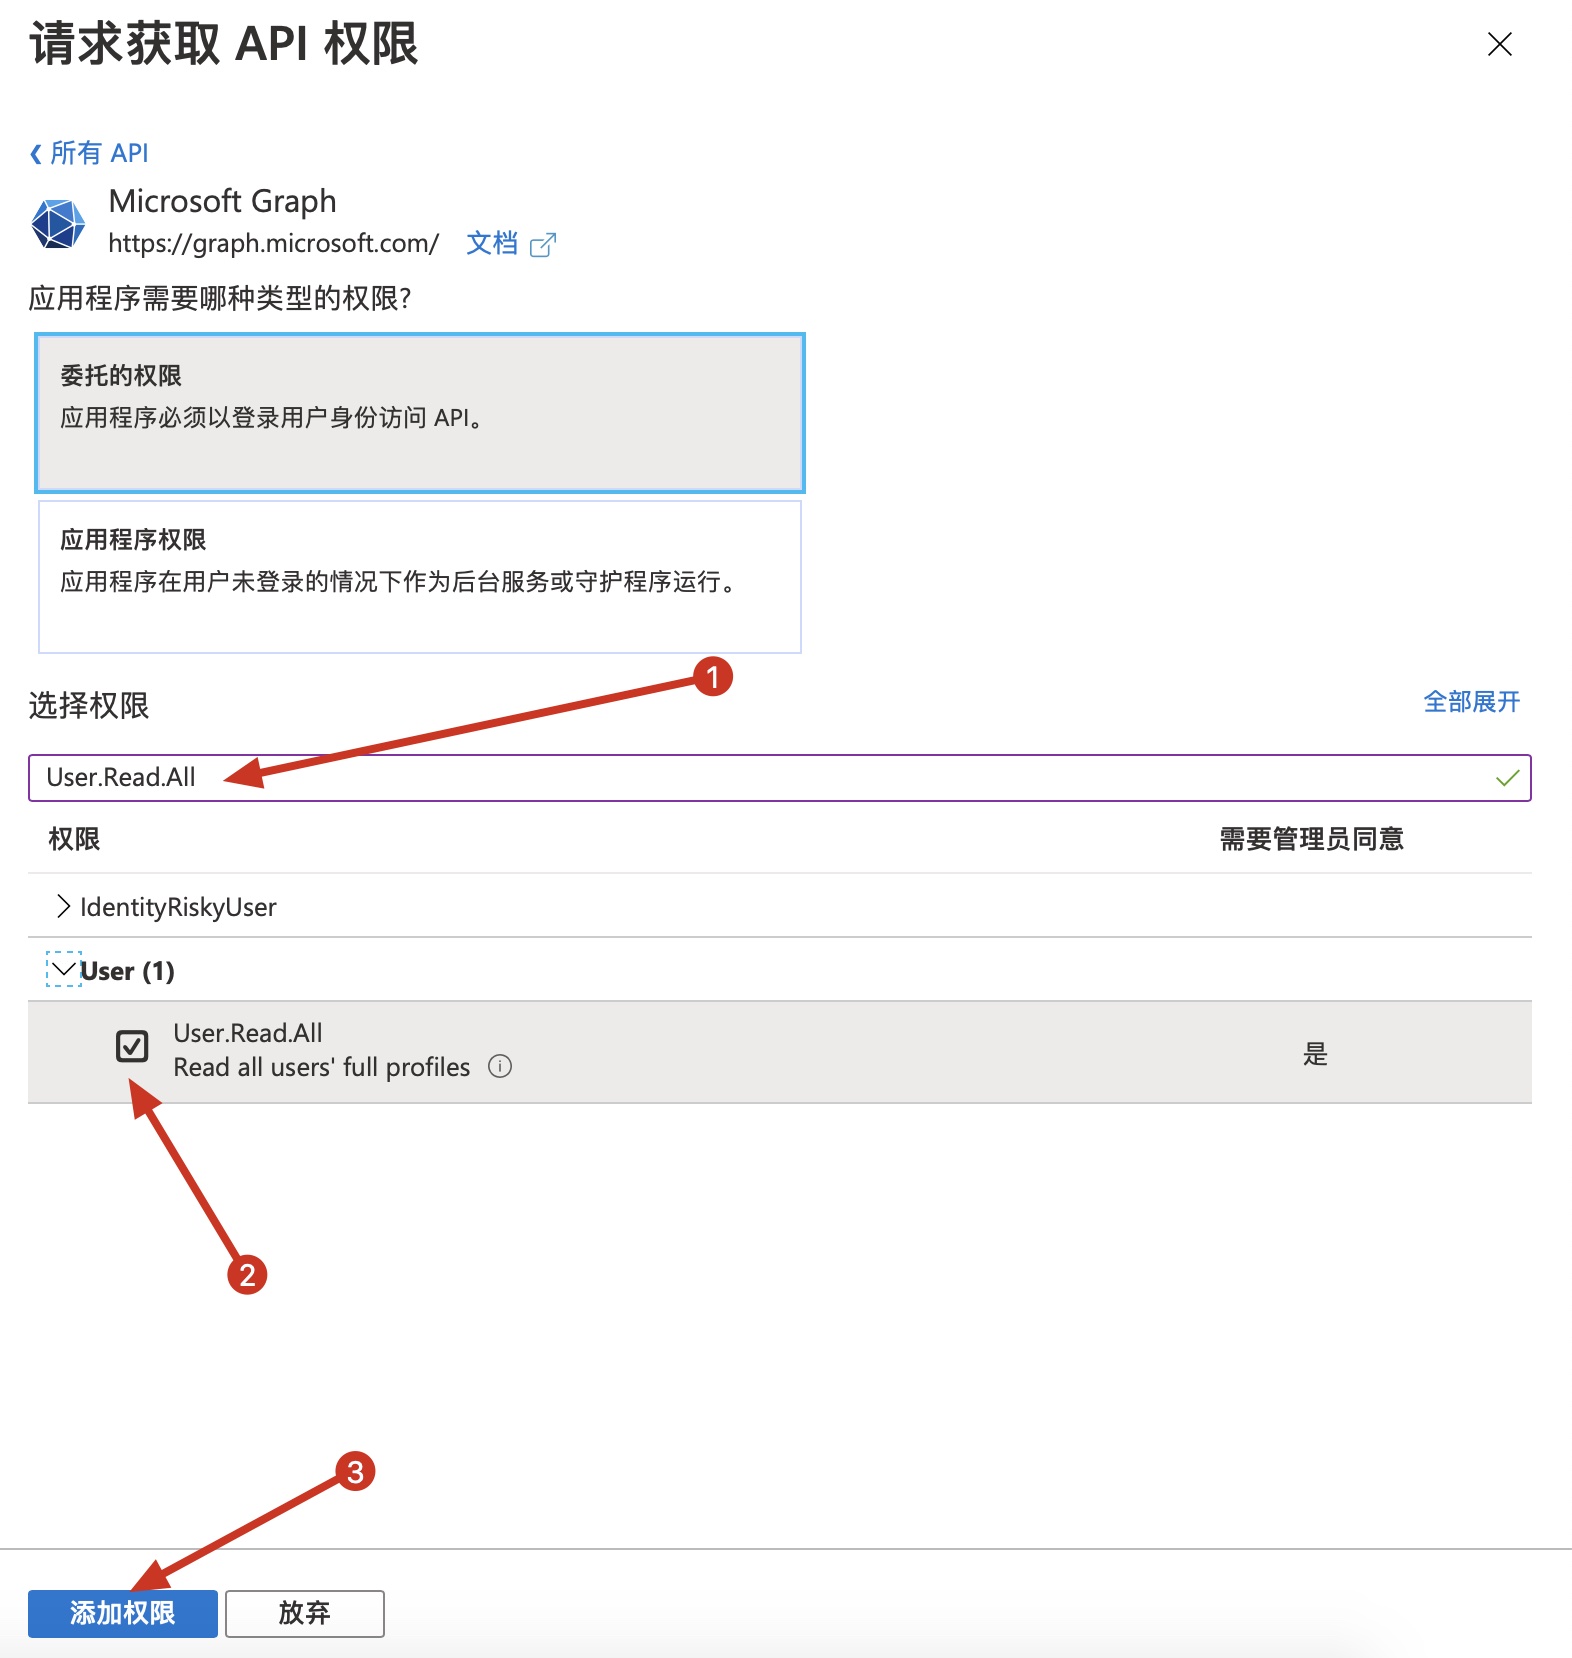 请求获取 API 权限
所有 API
Microsoft Graph
https://graph.microsoft.com/ 文档
应用程序需要哪种类型的权限?
委托的权限
应用程序必须以登录用户身份访问 API。
应用程序权限
应用程序在用户未登录的情况下作为后台服务或守护程序运行。
1
选择权限 全部展开
User.Read.All
权限 需要管理员同意
IdentityRiskyUser
User (1)
User.Read.All
Read all users' full profiles 是
2
3
添加权限 放弃